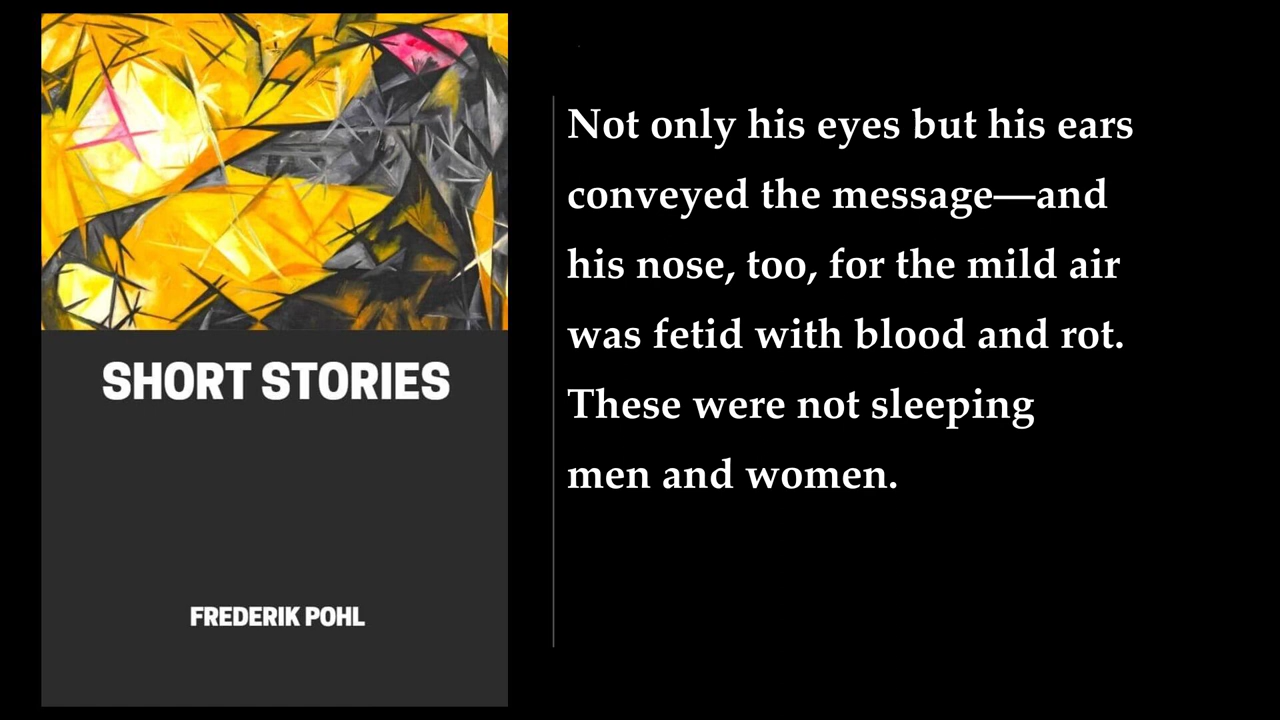 SHORT STORIES
FREDERIK POHL
Not only his eyes but his ears
conveyed the message—and
his nose, too, for the mild air
was fetid with blood and rot.
These were not sleeping
men and women.